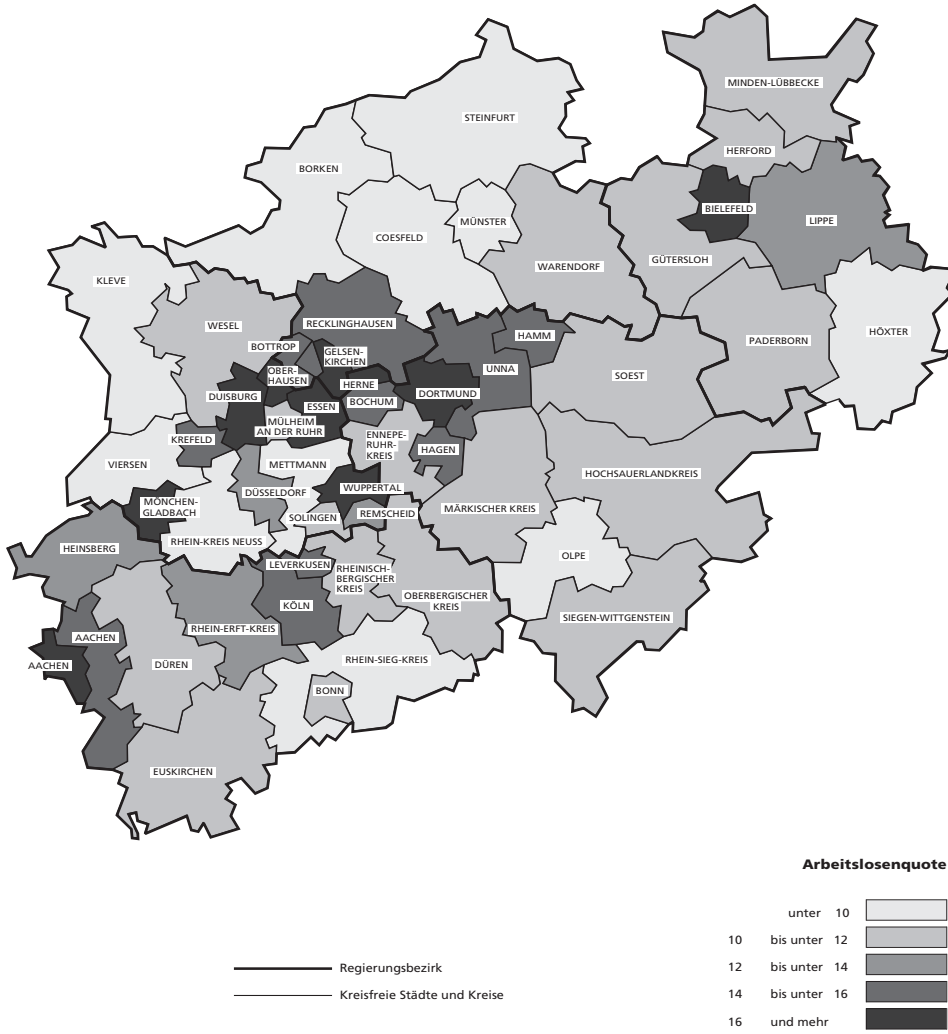 MINDEN-LÜBBECKE
STEINFURT
HERFORD
BORKEN
BIELEFELD
LIPPE
MÜNSTER
COESFELD
GÜTERSLOH
WARENDORF
KLEVE
HÖXTER
WESEL
RECKLINGHAUSEN
HAMM
PADERBORN
BOTTROP
GELSEN-
KIRCHEN
UNNA
SOEST
OBER-
HAUSEN
HERNE
DORTMUND
DUISBURG
ESSEN
BOCHUM
MÜLHEIM
AN DER RUHR
KREFELD
ENNEPE-
RUHR-
KREIS
HAGEN
VIERSEN
METTMANN
HOCHSAUERLANDKREIS
DÜSSELDORF
WUPPERTAL
MÖNCHEN-
GLADBACH
SOLINGEN
REMSCHEID
MÄRKISCHER KREIS
RHEIN-KREIS NEUSS
HEINSBERG
OLPE
LEVERKUSEN
RHEINISCH-
BERGISCHER
KREIS
KÖLN
OBERBERGISCHER
KREIS
SIEGEN-WITTGENSTEIN
RHEIN-ERFT-KREIS
AACHEN
AACHEN
DÜREN
RHEIN-SIEG-KREIS
BONN
EUSKIRCHEN
Arbeitslosenquote
unter 10
10 bis unter 12
12 bis unter 14
14 bis unter 16
16 und mehr
Regierungsbezirk
Kreisfreie Städte und Kreise